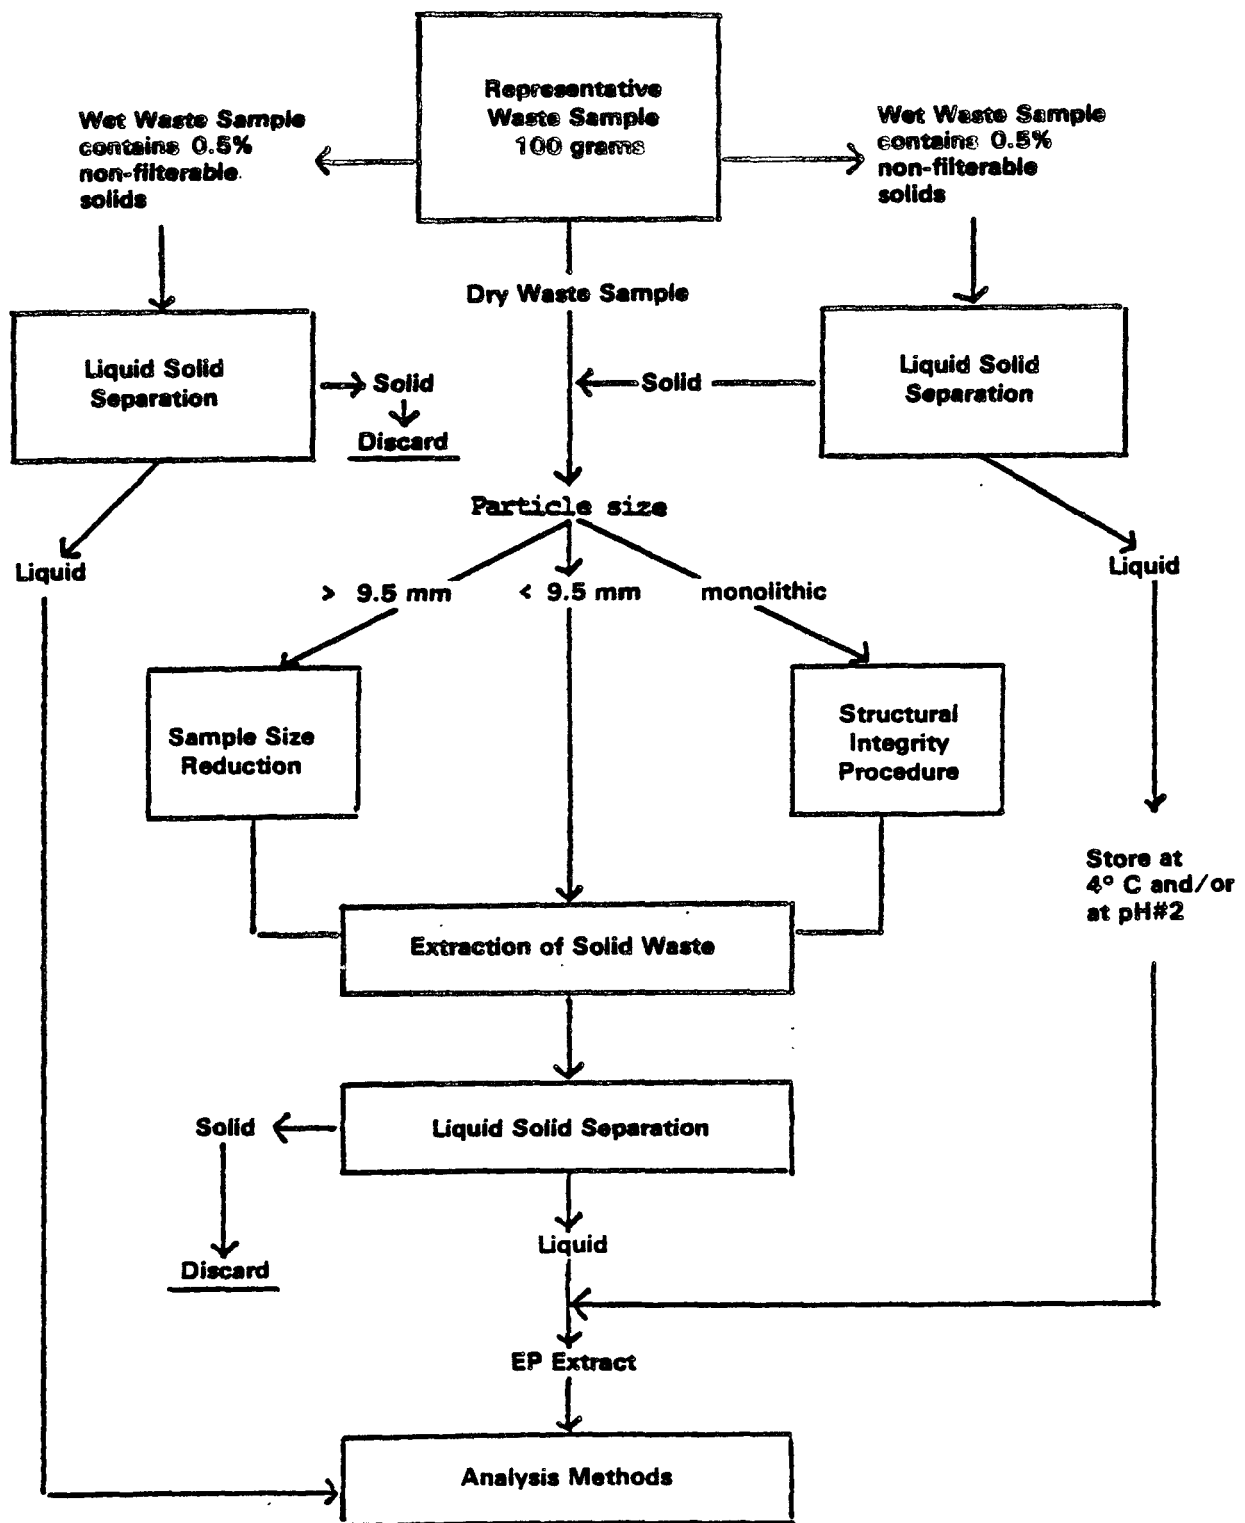 Representative
Waste Sample
100 grams
Wet Waste Sample
contains 0.5%
non-filterable
solids
Wet Waste Sample
contains 0.5%
non-filterable
solids
Dry Waste Sample
Liquid Solid
Separation
Solid
Discard
Solid
Liquid Solid
Separation
Particle size
Liquid
> 9.5 mm
< 9.5 mm
monolithic
Liquid
Sample Size
Reduction
Structural
Integrity
Procedure
Store at
4° C and/or
at pH#2
Extraction of Solid Waste
Solid
Liquid Solid Separation
Discard
Liquid
EP Extract
Analysis Methods